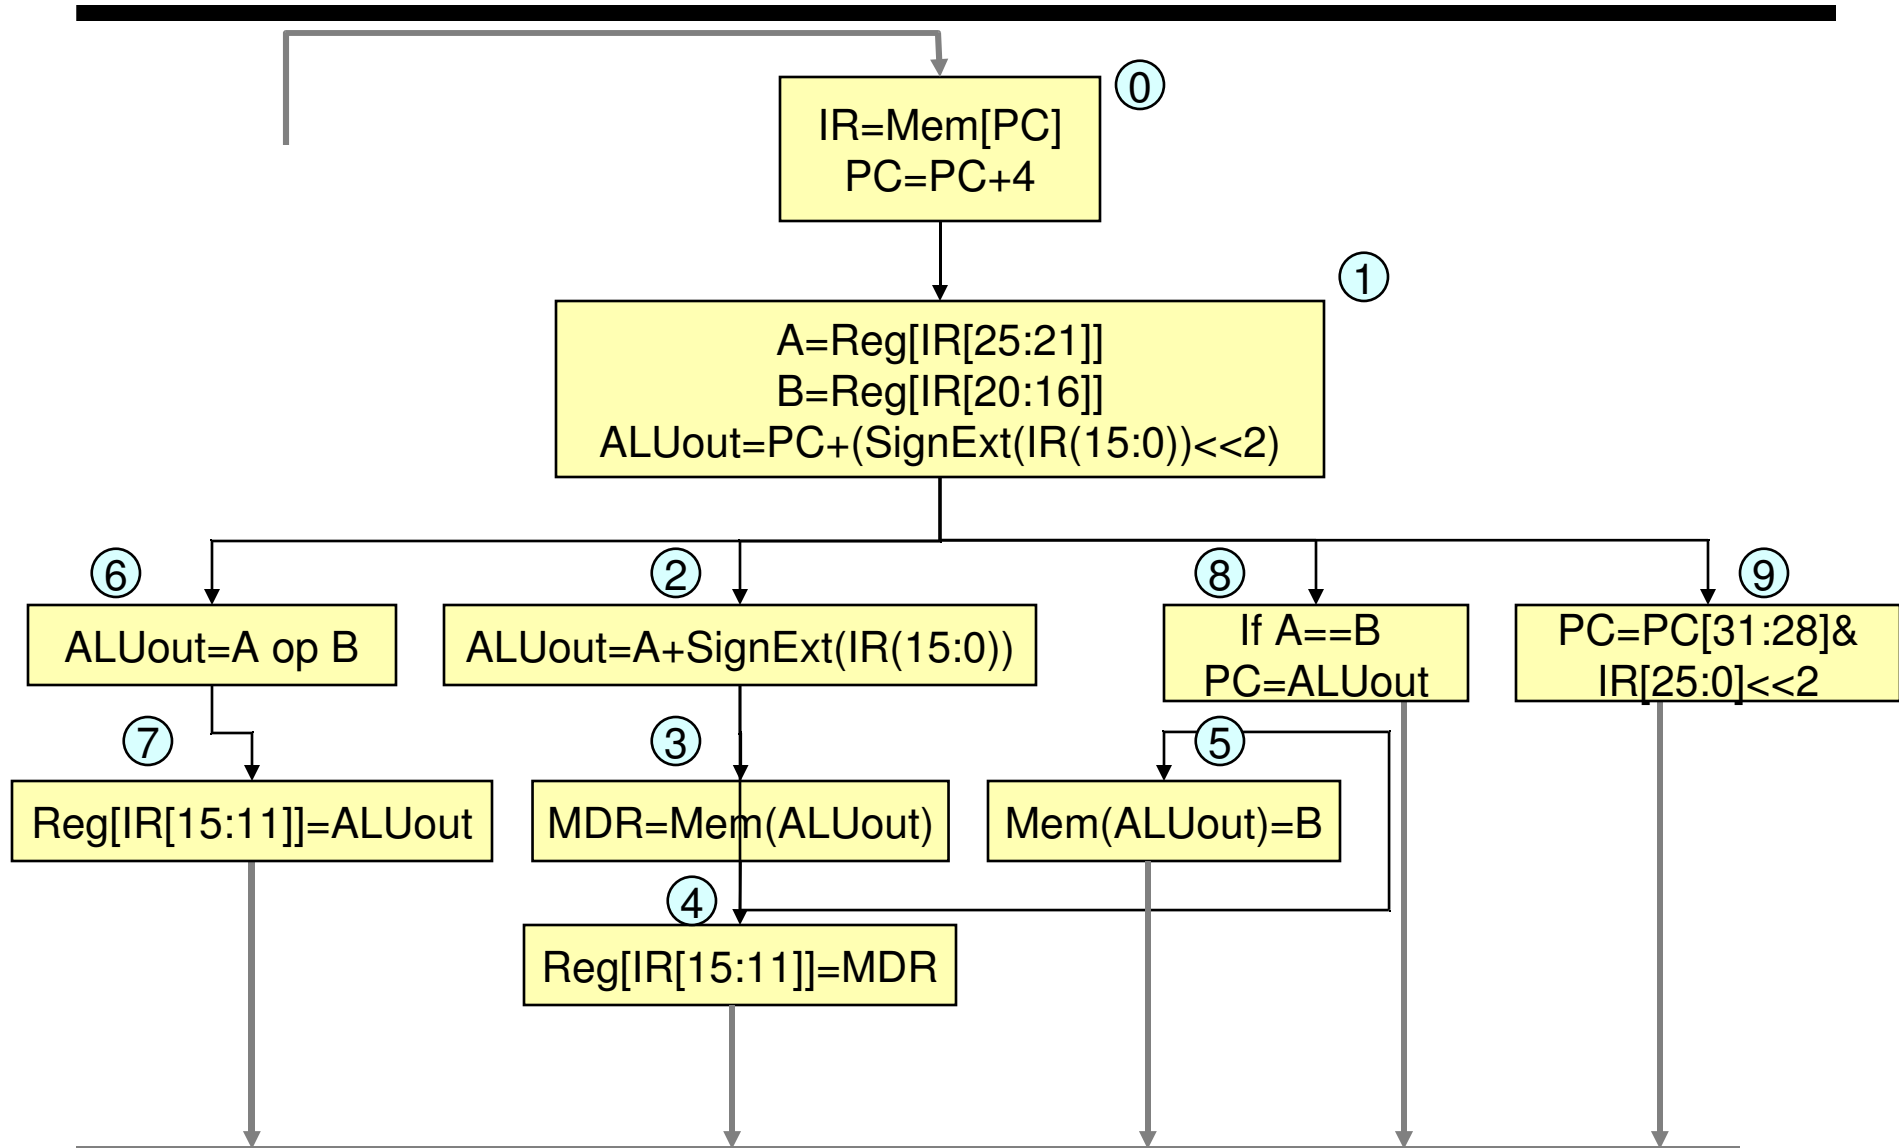 0
IR=Mem[PC]
PC=PC+4
1
A=Reg[IR[25:21]]
B=Reg[IR[20:16]]
ALUout=PC+(SignExt(IR(15:0))<<2)
6
2
8
9
ALUout=A op B
ALUout=A+SignExt(IR(15:0))
If A==B
PC=ALUout
PC=PC[31:28]&
IR[25:0]<<2
7
3
5
Reg[IR[15:11]]=ALUout
MDR=Mem(ALUout)
Mem(ALUout)=B
4
Reg[IR[15:11]]=MDR